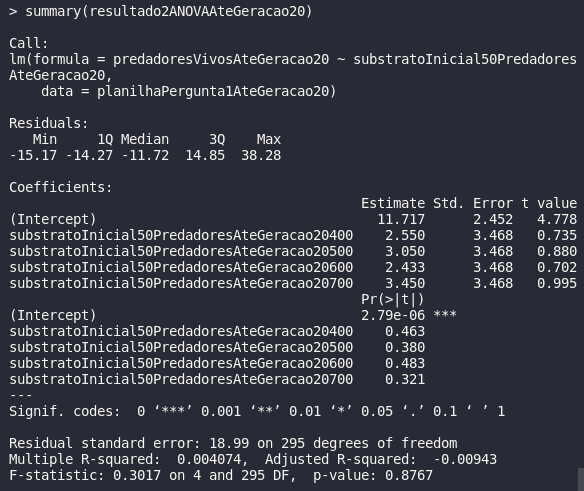 > summary(resultado2ANOVAAteGeracao20)

Call:
lm(formula = predadoresVivosAteGeracao20 ~ substratoInicial50Predadores
AteGeracao20,
    data = planilhaPergunta1AteGeracao20)

Residuals:
   Min     1Q Median     3Q    Max
-15.17 -14.27 -11.72  14.85  38.28

Coefficients:
                                           Estimate Std. Error t value
(Intercept)                                  11.717      2.452   4.778
substratoInicial50PredadoresAteGeracao20400    2.550      3.468   0.735
substratoInicial50PredadoresAteGeracao20500    3.050      3.468   0.880
substratoInicial50PredadoresAteGeracao20600    2.433      3.468   0.702
substratoInicial50PredadoresAteGeracao20700    3.450      3.468   0.995
                                           Pr(>|t|)
(Intercept)                                2.79e-06 ***
substratoInicial50PredadoresAteGeracao20400    0.463
substratoInicial50PredadoresAteGeracao20500    0.380
substratoInicial50PredadoresAteGeracao20600    0.483
substratoInicial50PredadoresAteGeracao20700    0.321
---
Signif. codes:  0 ‘***’ 0.001 ‘**’ 0.01 ‘*’ 0.05 ‘.’ 0.1 ‘ ’ 1

Residual standard error: 18.99 on 295 degrees of freedom
Multiple R-squared:  0.004074,	Adjusted R-squared:  -0.00943
F-statistic: 0.3017 on 4 and 295 DF,  p-value: 0.8767